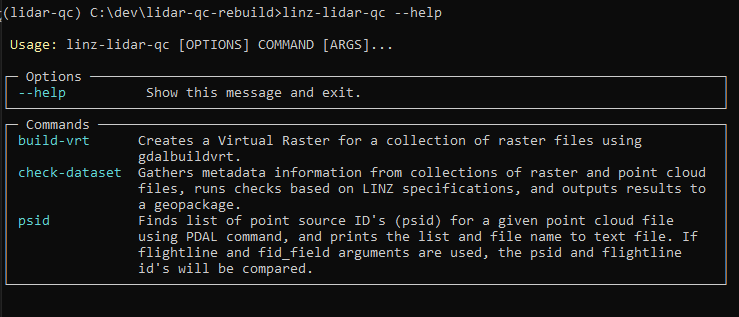 (lidar-qc) C:\dev\lidar-qc-rebuild>linz-lidar-qc --help
Usage: linz-lidar-qc [OPTIONS] COMMAND [ARGS]...
Options
--help Show this message and exit.
Commands
build-vrt Creates a Virtual Raster for a collection of raster files using
gdalbuildvrt.
check-dataset Gathers metadata information from collections of raster and point cloud
files, runs checks based on LINZ specifications, and outputs results to
a geopackage.
psid Finds list of point source ID's (psid) for a given point cloud file
using PDAL command, and prints the list and file name to text file. If
flightline and fid_field arguments are used, the psid and flightline
id's will be compared.